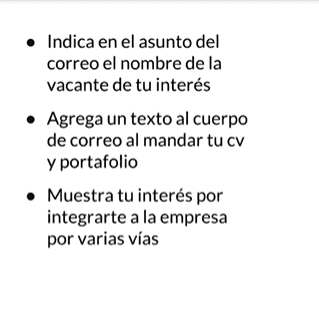 • Indica en el asunto del
correo el nombre de la
vacante de tu interés
• Agrega un texto al cuerpo
de correo al mandar tu cv
y portafolio
• Muestra tu interés por
integrarte a la empresa
por varias vías